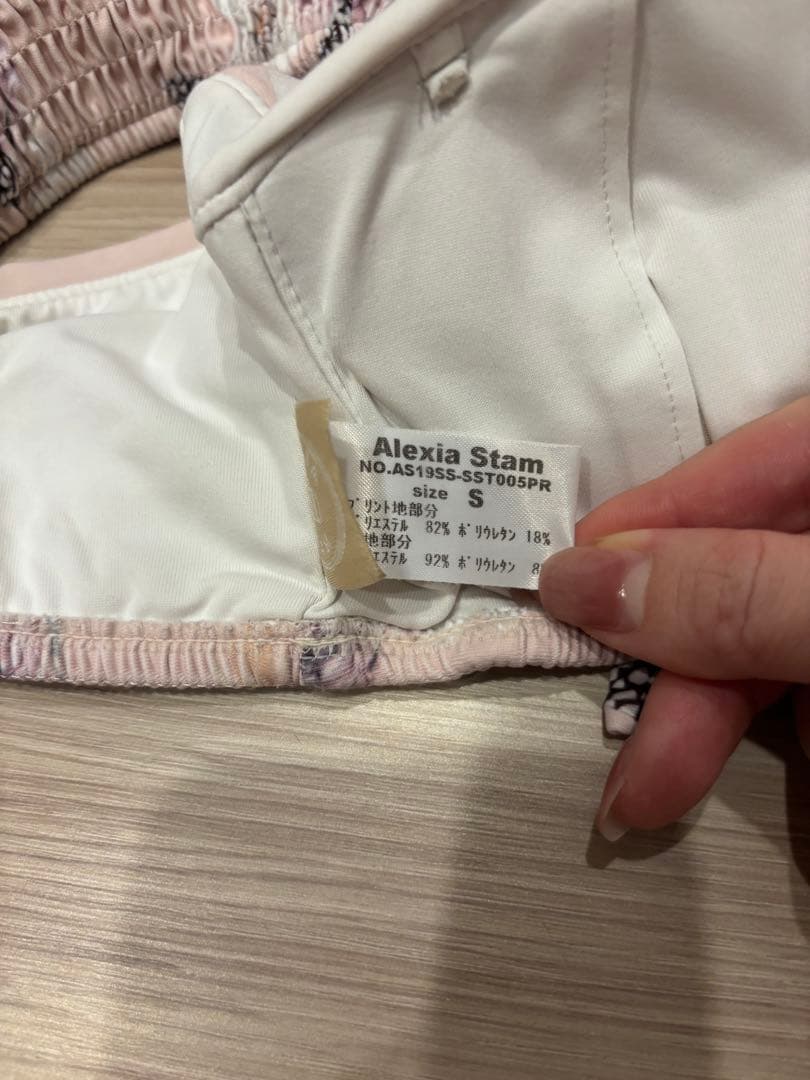 Alexia Stam
NO.AS19SS-SST005PR
size S
ﾟﾘﾝﾄ地部分
ﾘｴｽﾃﾙ 82% ﾎﾟﾘｳﾚﾀﾝ 18%
地部分
ｴｽﾃﾙ 92% ﾎﾟﾘｳﾚﾀﾝ 8